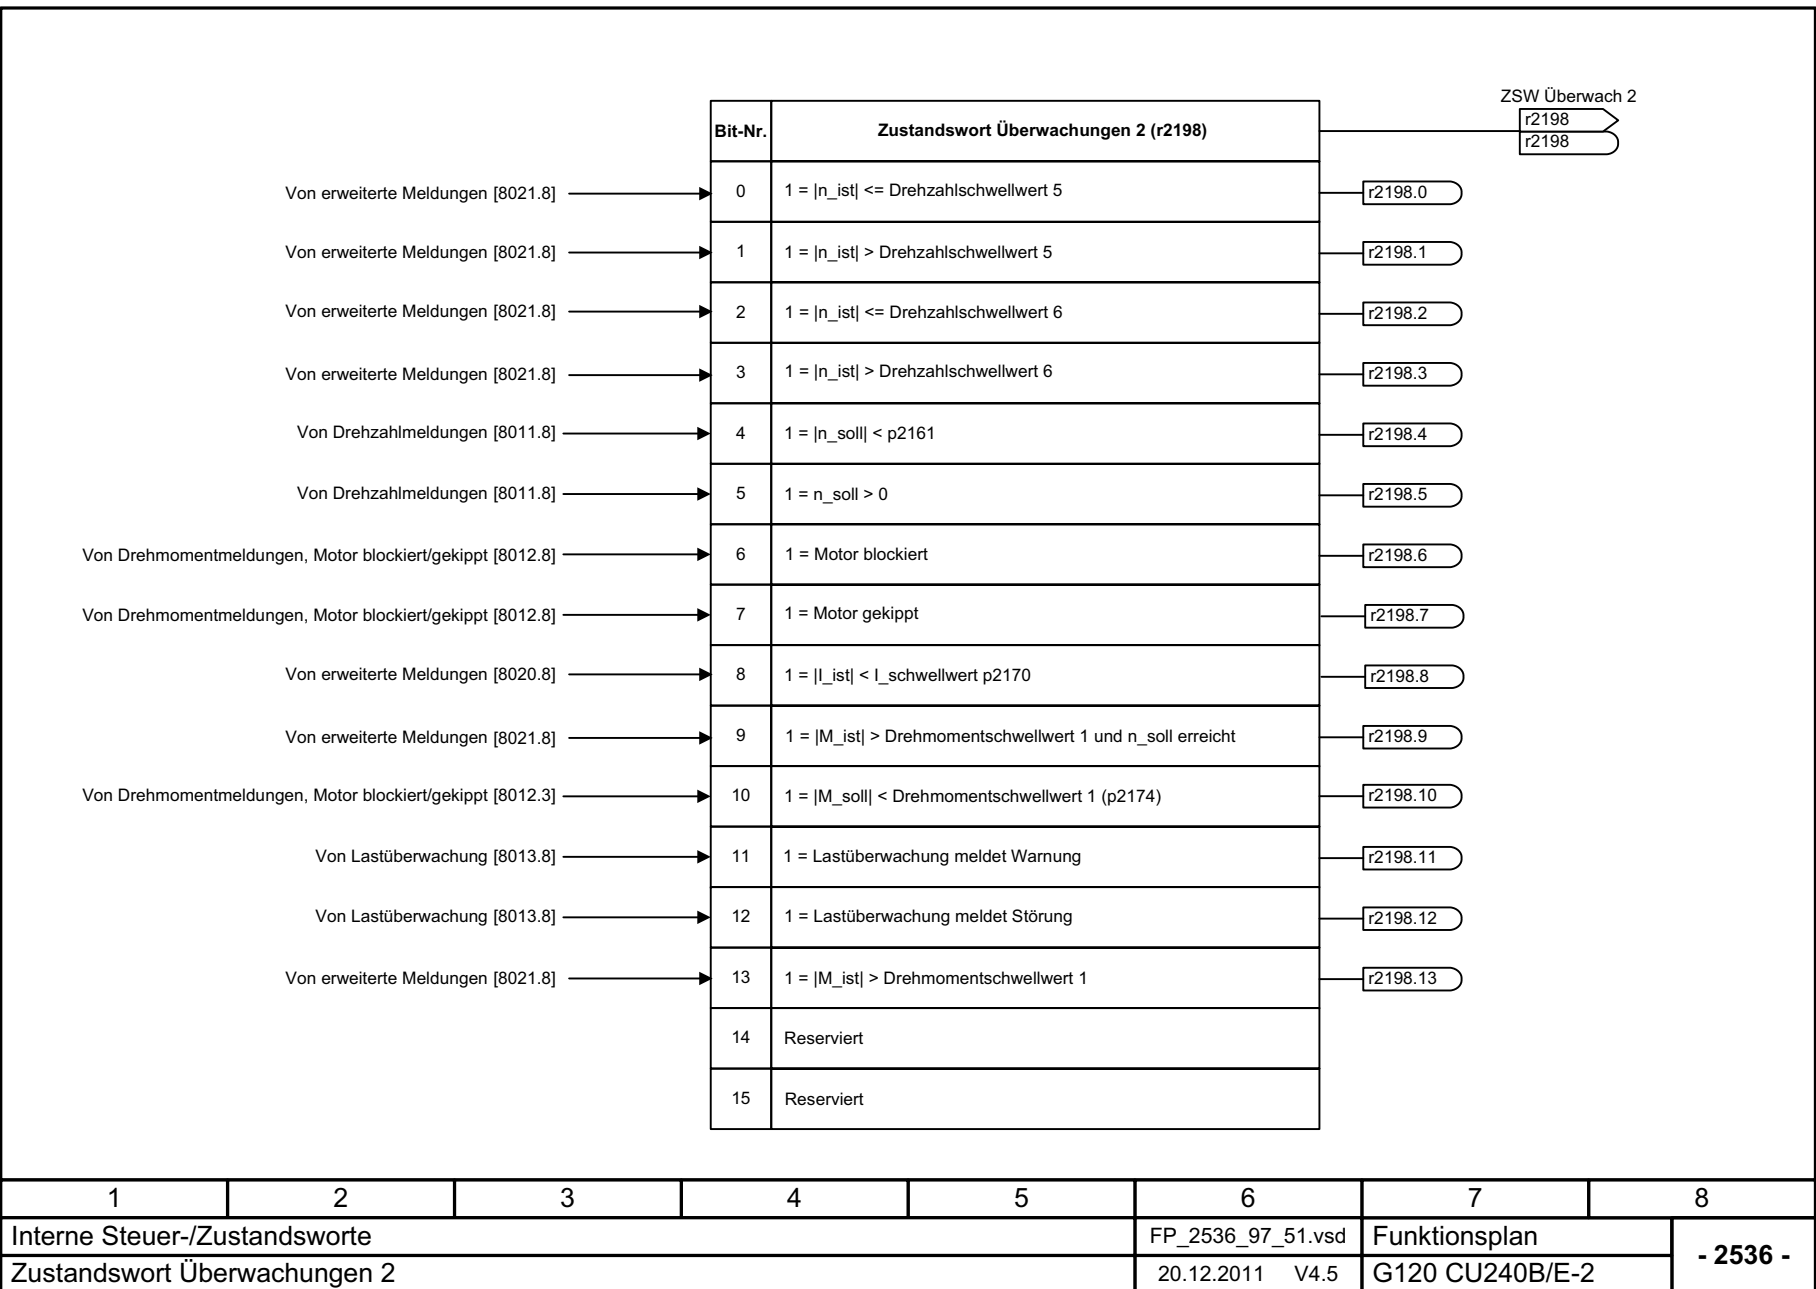 ZSW Überwach 2
Bit-Nr. Zustandswort Überwachungen 2 (r2198) r2198
r2198
Von erweiterte Meldungen [8021.8] 0 1 = |n_ist| <= Drehzahlschwellwert 5 r2198.0
Von erweiterte Meldungen [8021.8] 1 1 = |n_ist| > Drehzahlschwellwert 5 r2198.1
Von erweiterte Meldungen [8021.8] 2 1 = |n_ist| <= Drehzahlschwellwert 6 r2198.2
Von erweiterte Meldungen [8021.8] 3 1 = |n_ist| > Drehzahlschwellwert 6 r2198.3
Von Drehzahlmeldungen [8011.8] 4 1 = |n_soll| < p2161 r2198.4
Von Drehzahlmeldungen [8011.8] 5 1 = n_soll > 0 r2198.5
Von Drehmomentmeldungen, Motor blockiert/gekippt [8012.8] 6 1 = Motor blockiert r2198.6
Von Drehmomentmeldungen, Motor blockiert/gekippt [8012.8] 7 1 = Motor gekippt r2198.7
Von erweiterte Meldungen [8020.8] 8 1 = |I_ist| < I_schwellwert p2170 r2198.8
Von erweiterte Meldungen [8021.8] 9 1 = |M_ist| > Drehmomentschwellwert 1 und n_soll erreicht r2198.9
Von Drehmomentmeldungen, Motor blockiert/gekippt [8012.3] 10 1 = |M_soll| < Drehmomentschwellwert 1 (p2174) r2198.10
Von Lastüberwachung [8013.8] 11 1 = Lastüberwachung meldet Warnung r2198.11
Von Lastüberwachung [8013.8] 12 1 = Lastüberwachung meldet Störung r2198.12
Von erweiterte Meldungen [8021.8] 13 1 = |M_ist| > Drehmomentschwellwert 1 r2198.13
14 Reserviert
15 Reserviert
1 2 3 4 5 6 7 8
Interne Steuer-/Zustandsworte FP_2536_97_51.vsd Funktionsplan - 2536 -
Zustandswort Überwachungen 2 20.12.2011 V4.5 G120 CU240B/E-2